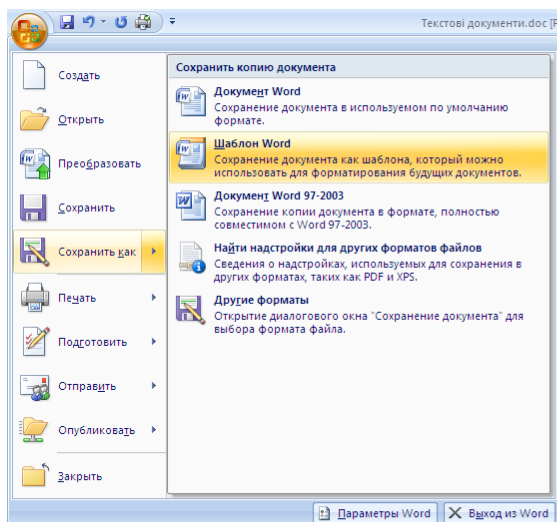 Текстові документи.doc [Р
Создать
Открыть
Преобразовать
Сохранить
Сохранить как
Печать
Подготовить
Отправить
Опубликовать
Закрыть
Сохранить копию документа
Документ Word
Сохранение документа в используемом по умолчанию
формате.
Шаблон Word
Сохранение документа как шаблона, который можно
использовать для форматирования будущих документов.
Документ Word 97-2003
Сохранение копии документа в формате, полностью
совместимом с Word 97-2003.
Найти надстройки для других форматов файлов
Сведения о надстройках, используемых для сохранения в
других форматах, таких как PDF и XPS.
Другие форматы
Открытие диалогового окна "Сохранение документа" для
выбора формата файла.
Параметры Word
Выход из Word